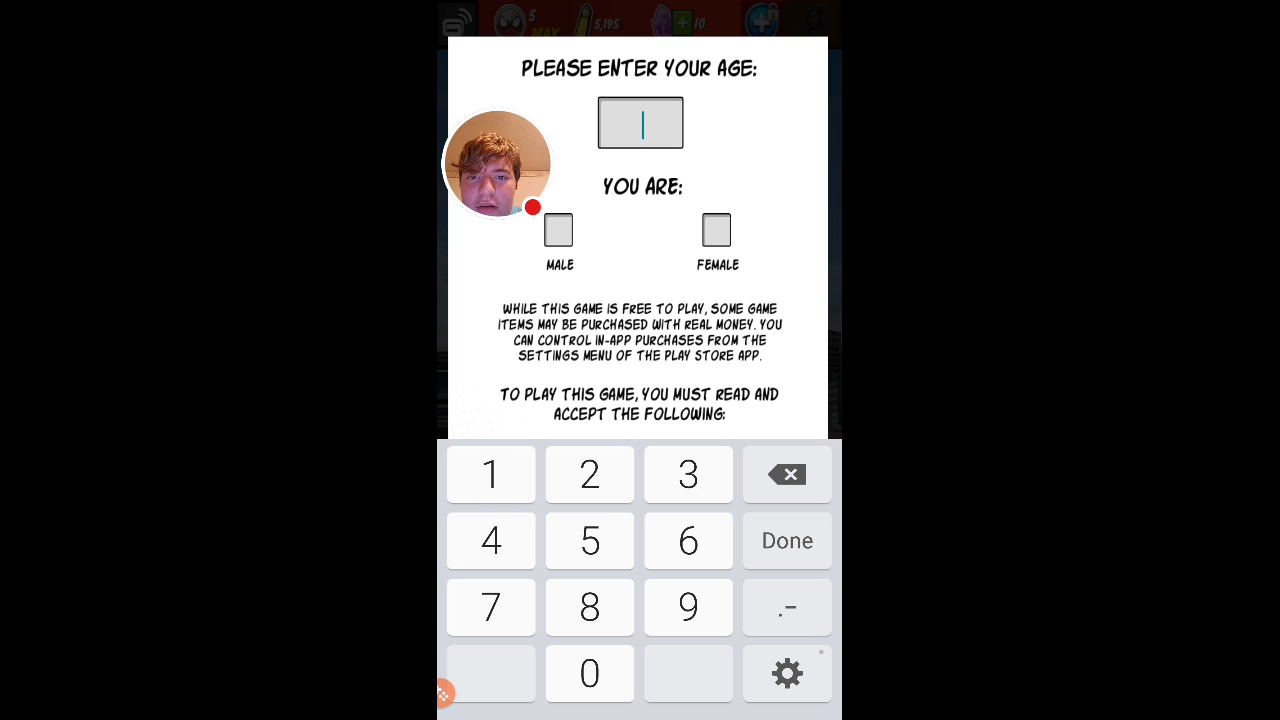 5 5,195 10
MAX
PLEASE ENTER YOUR AGE:
YOU ARE:
MALE FEMALE
WHILE THIS GAME IS FREE TO PLAY, SOME GAME
ITEMS MAY BE PURCHASED WITH REAL MONEY. YOU
CAN CONTROL IN-APP PURCHASES FROM THE
SETTINGS MENU OF THE PLAY STORE APP.
TO PLAY THIS GAME, YOU MUST READ AND
ACCEPT THE FOLLOWING:
1 2 3
4 5 6 Done
7 8 9 .-
0